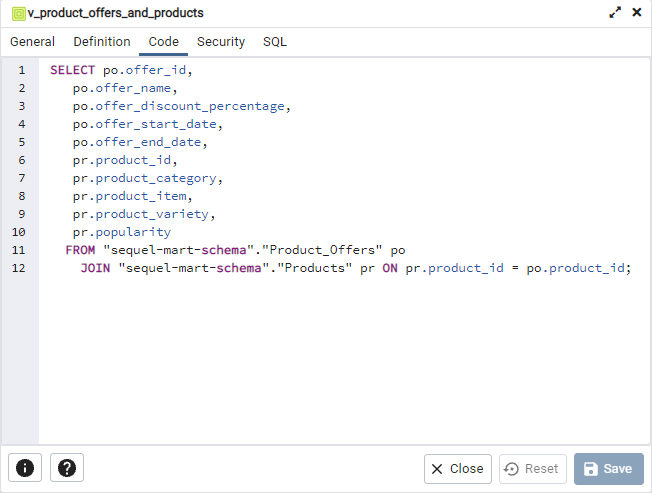 v_product_offers_and_products
General Definition Code Security SQL
1 SELECT po.offer_id,
2 po.offer_name,
3 po.offer_discount_percentage,
4 po.offer_start_date,
5 po.offer_end_date,
6 pr.product_id,
7 pr.product_category,
8 pr.product_item,
9 pr.product_variety,
10 pr.popularity
11 FROM "sequel-mart-schema"."Product_Offers" po
12 JOIN "sequel-mart-schema"."Products" pr ON pr.product_id = po.product_id;
Close Reset Save